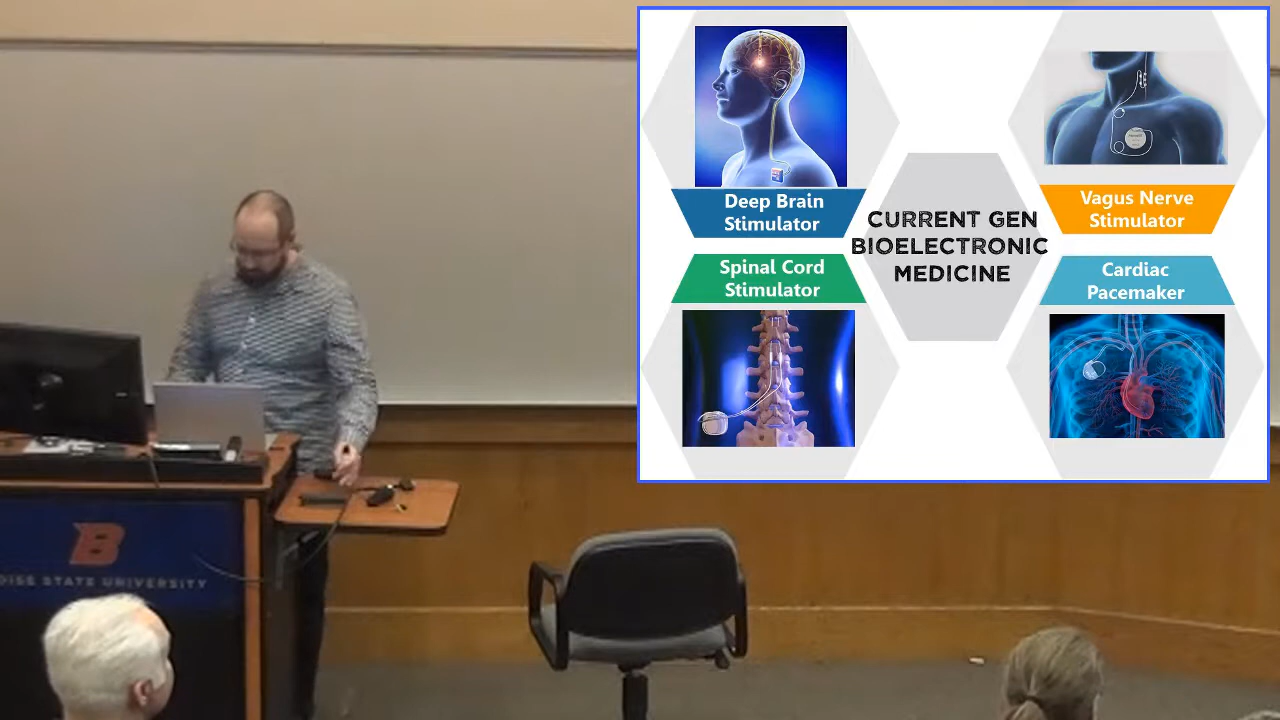 Deep Brain
Stimulator
Vagus Nerve
Stimulator
CURRENT GEN
BIOELECTRONIC
MEDICINE
Spinal Cord
Stimulator
Cardiac
Pacemaker
B
OISE STATE UNIVERSITY